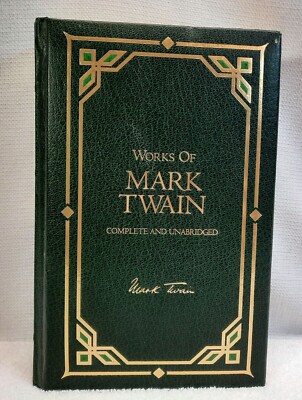 WORKS OF
MARK
TWAIN
COMPLETE AND UNABRIDGED
Mark Twain